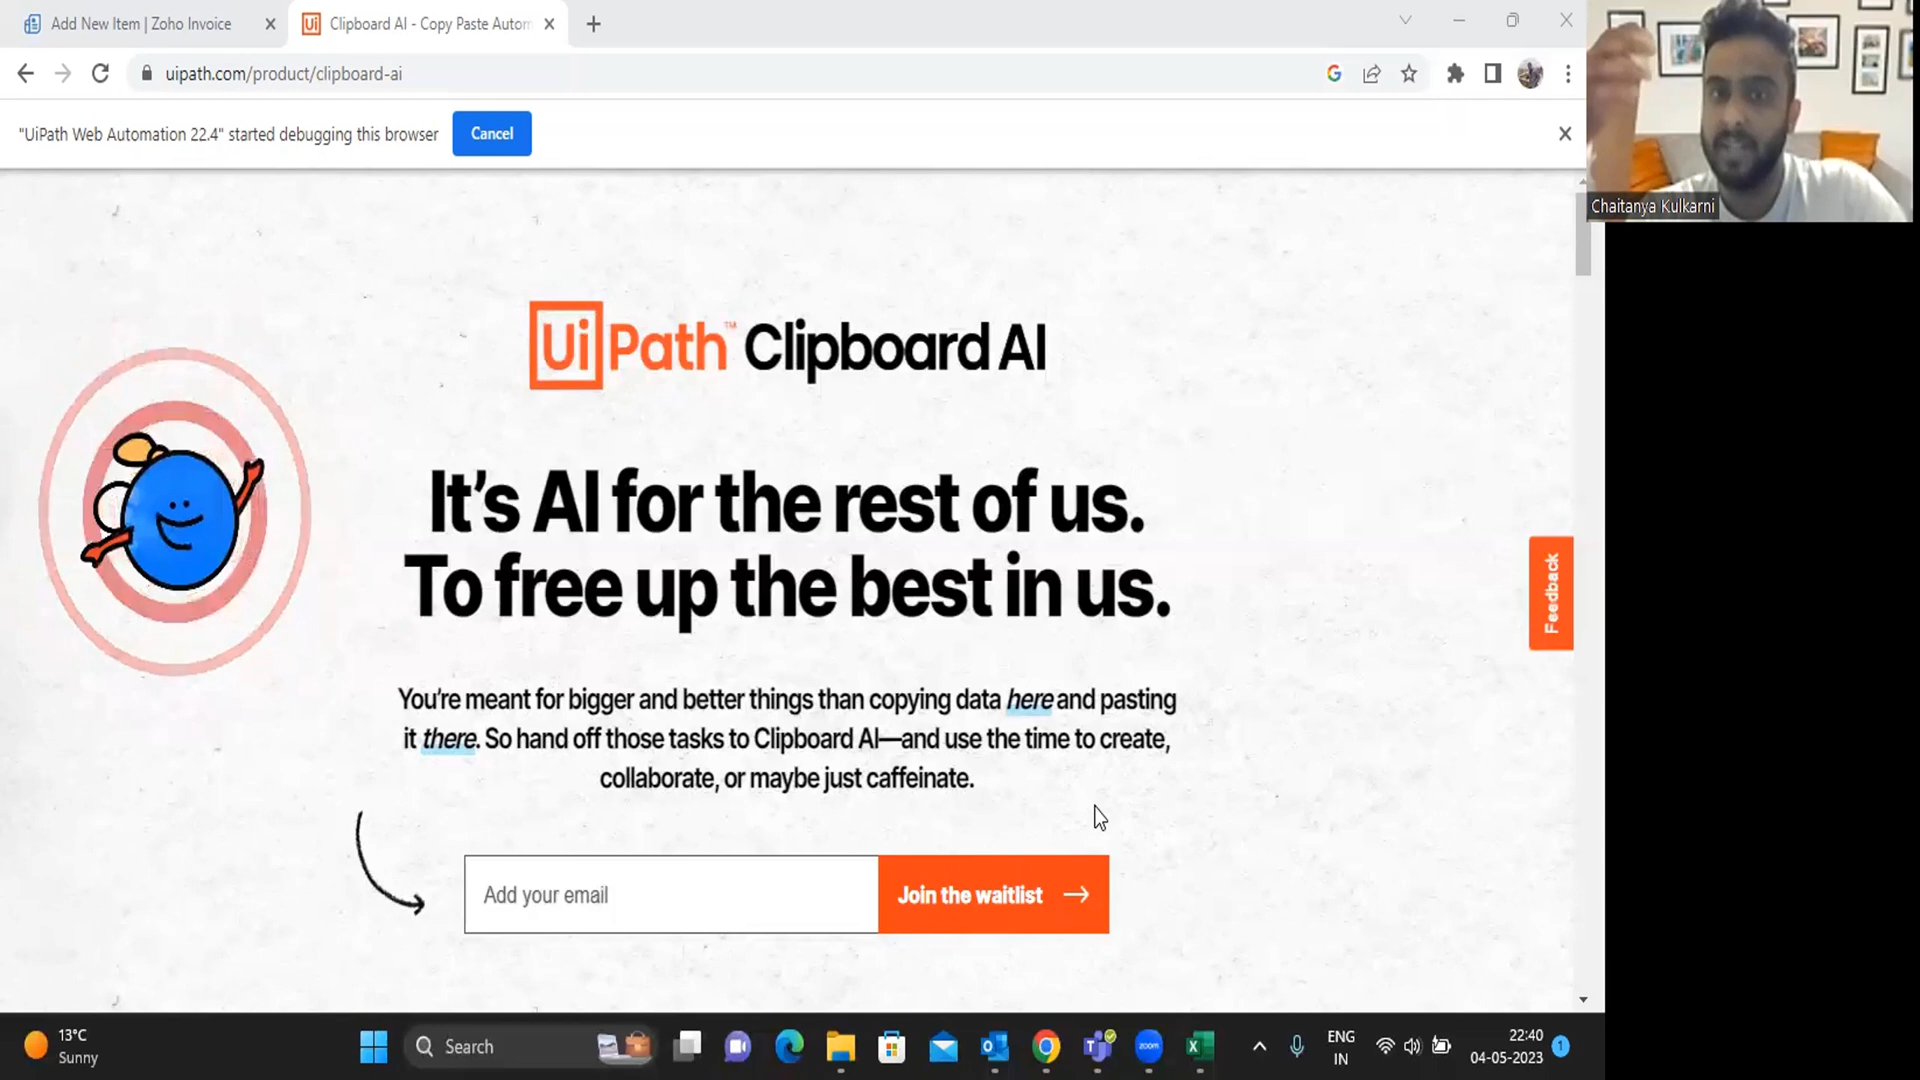 Add New Item | Zoho Invoice
Clipboard AI - Copy Paste Autom
uipath.com/product/clipboard-ai
"UiPath Web Automation 22.4" started debugging this browser
Cancel
Chaitanya Kulkarni
UiPath™ Clipboard AI
It's AI for the rest of us.
To free up the best in us.
You're meant for bigger and better things than copying data here and pasting
it there. So hand off those tasks to Clipboard AI—and use the time to create,
collaborate, or maybe just caffeinate.
Add your email
Join the waitlist
Feedback
13°C
Sunny
Search
zoom
ENG
IN
22:40
04-05-2023
1